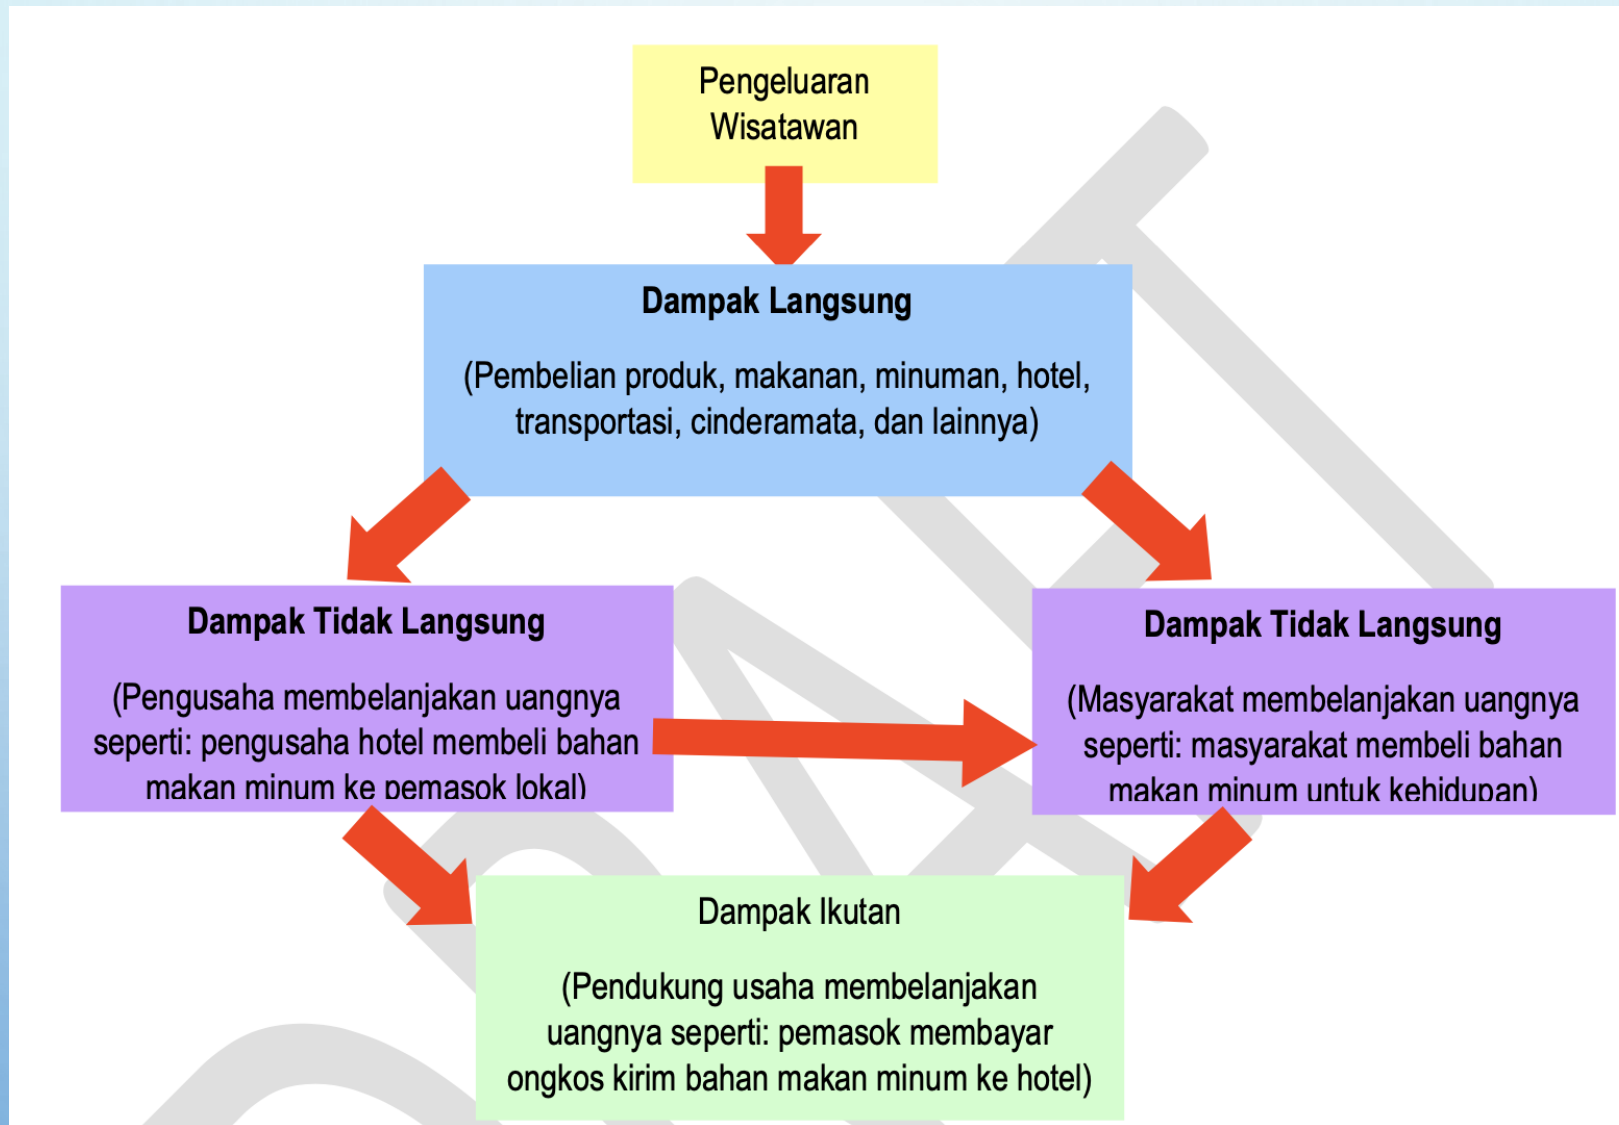 Pengeluaran
Wisatawan
Dampak Langsung
(Pembelian produk, makanan, minuman, hotel,
transportasi, cinderamata, dan lainnya)
Dampak Tidak Langsung
(Pengusaha membelanjakan uangnya
seperti: pengusaha hotel membeli bahan
makan minum ke pemasok lokal)
Dampak Tidak Langsung
(Masyarakat membelanjakan uangnya
seperti: masyarakat membeli bahan
makan minum untuk kehidupan)
Dampak Ikutan
(Pendukung usaha membelanjakan
uangnya seperti: pemasok membayar
ongkos kirim bahan makan minum ke hotel)